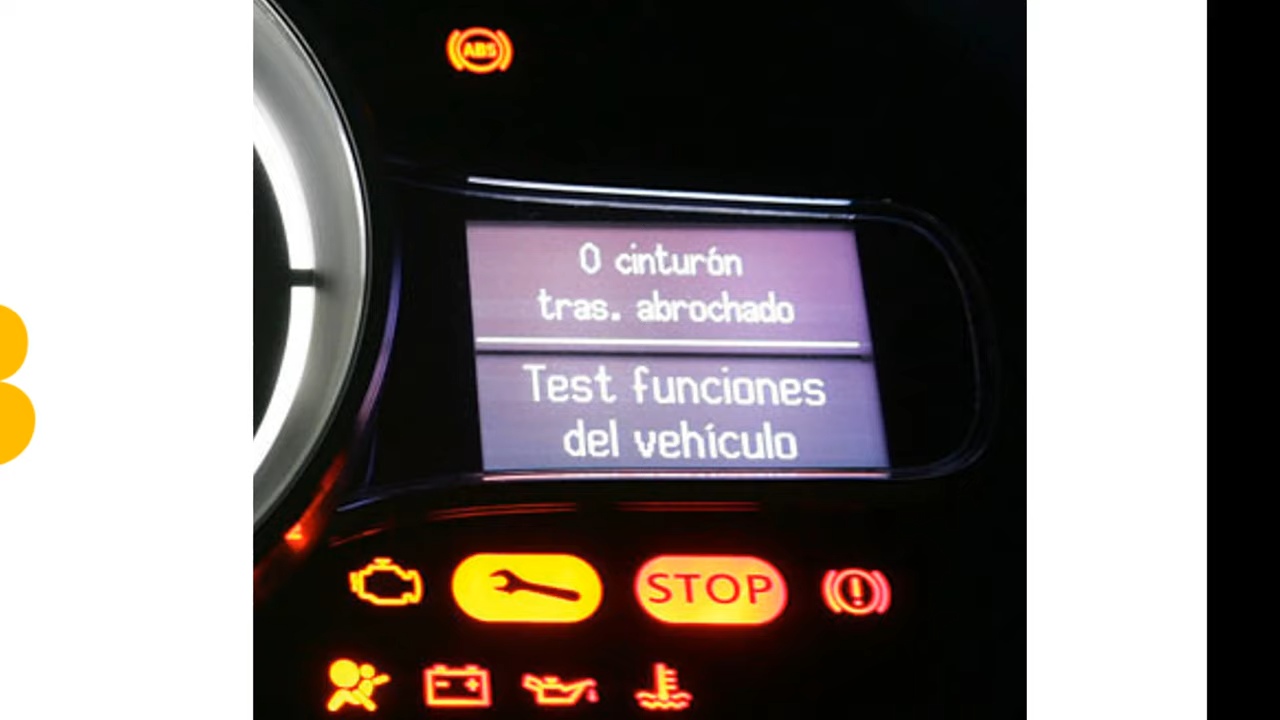 ABS
0 cinturón
tras. abrochado
Test funciones
del vehículo
STOP